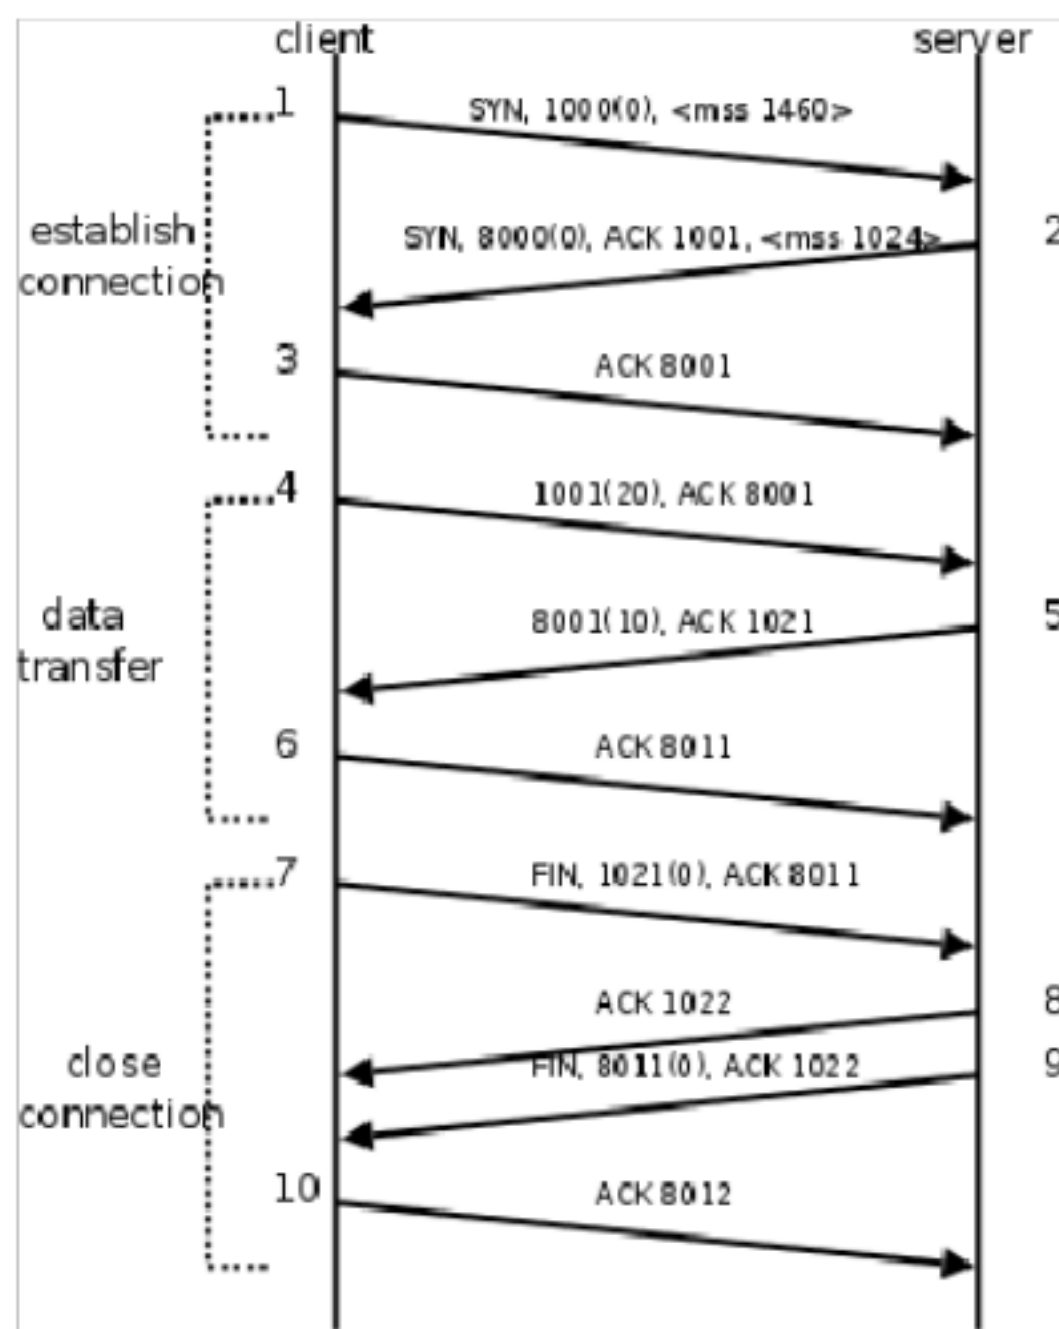 client server
1 SYN, 1000(0), <mss 1460>
establish
connection
SYN, 8000(0), ACK 1001, <mss 1024> 2
3 ACK 8001
4 1001(20), ACK 8001
data
transfer
8001(10), ACK 1021 5
6 ACK 8011
7 FIN, 1021(0), ACK 8011
ACK 1022 8
close
connection
FIN, 8011(0), ACK 1022 9
10 ACK 8012